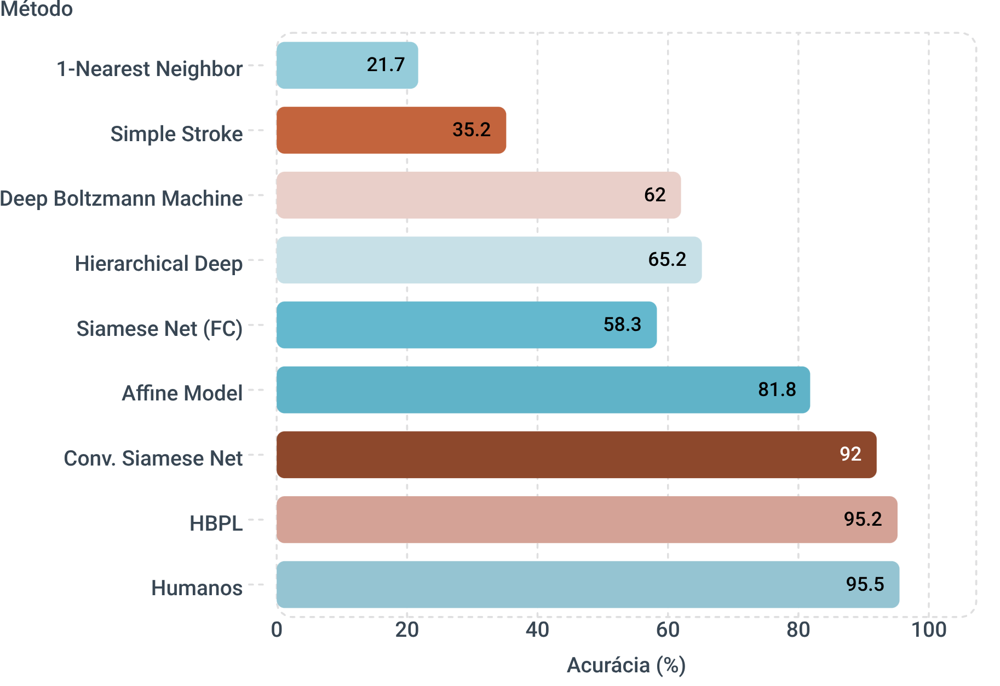 Método
1-Nearest Neighbor 21.7
Simple Stroke 35.2
Deep Boltzmann Machine 62
Hierarchical Deep 65.2
Siamese Net (FC) 58.3
Affine Model 81.8
Conv. Siamese Net 92
HBPL 95.2
Humanos 95.5
0 20 40 60 80 100
Acurácia (%)